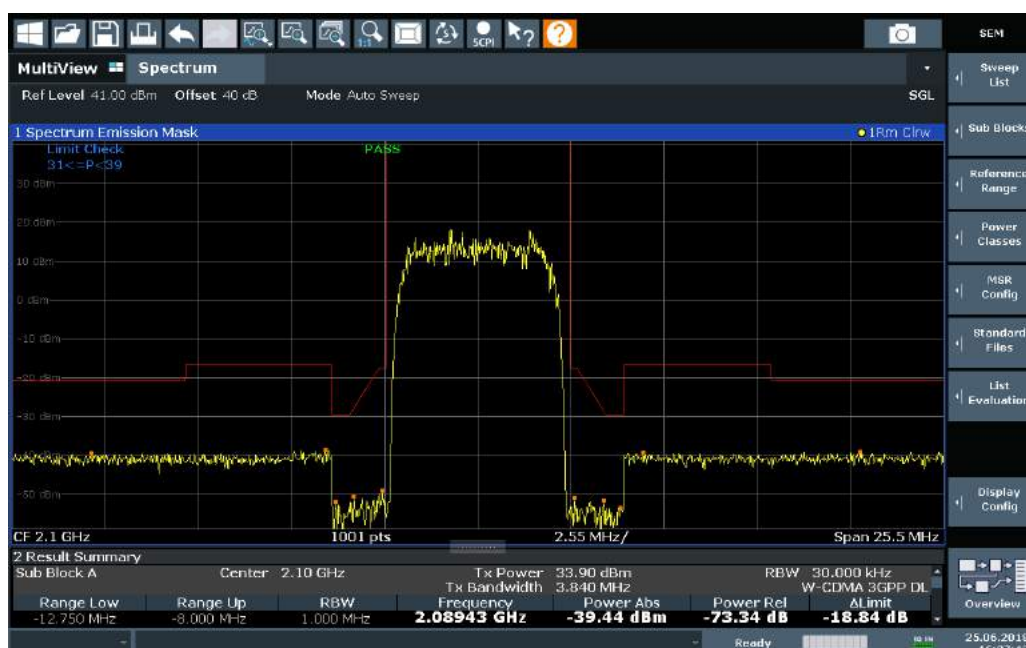 1:1
SCPI
SEM
MultiView Spectrum
Ref Level 41.00 dBm Offset 40 dB Mode Auto Sweep SGL
Sweep
List
1 Spectrum Emission Mask 1Rm Clrw
Sub Blocks
Limit Check PASS
31<=P<39
Reference
Range
30 dBm
20 dBm
Power
Classes
10 dBm
MSR
Config
0 dBm
-10 dBm
Standard
Files
-20 dBm
List
Evaluation
-30 dBm
-50 dBm
Display
Config
CF 2.1 GHz 1001 pts 2.55 MHz/ Span 25.5 MHz
2 Result Summary
Sub Block A Center 2.10 GHz Tx Power 33.90 dBm RBW 30.000 kHz
Tx Bandwidth 3.840 MHz W-CDMA 3GPP DL
Range Low Range Up RBW Frequency Power Abs Power Rel ΔLimit
Overview
-12.750 MHz -8.000 MHz 1.000 MHz 2.08943 GHz -39.44 dBm -73.34 dB -18.84 dB
Ready 25.06.2019